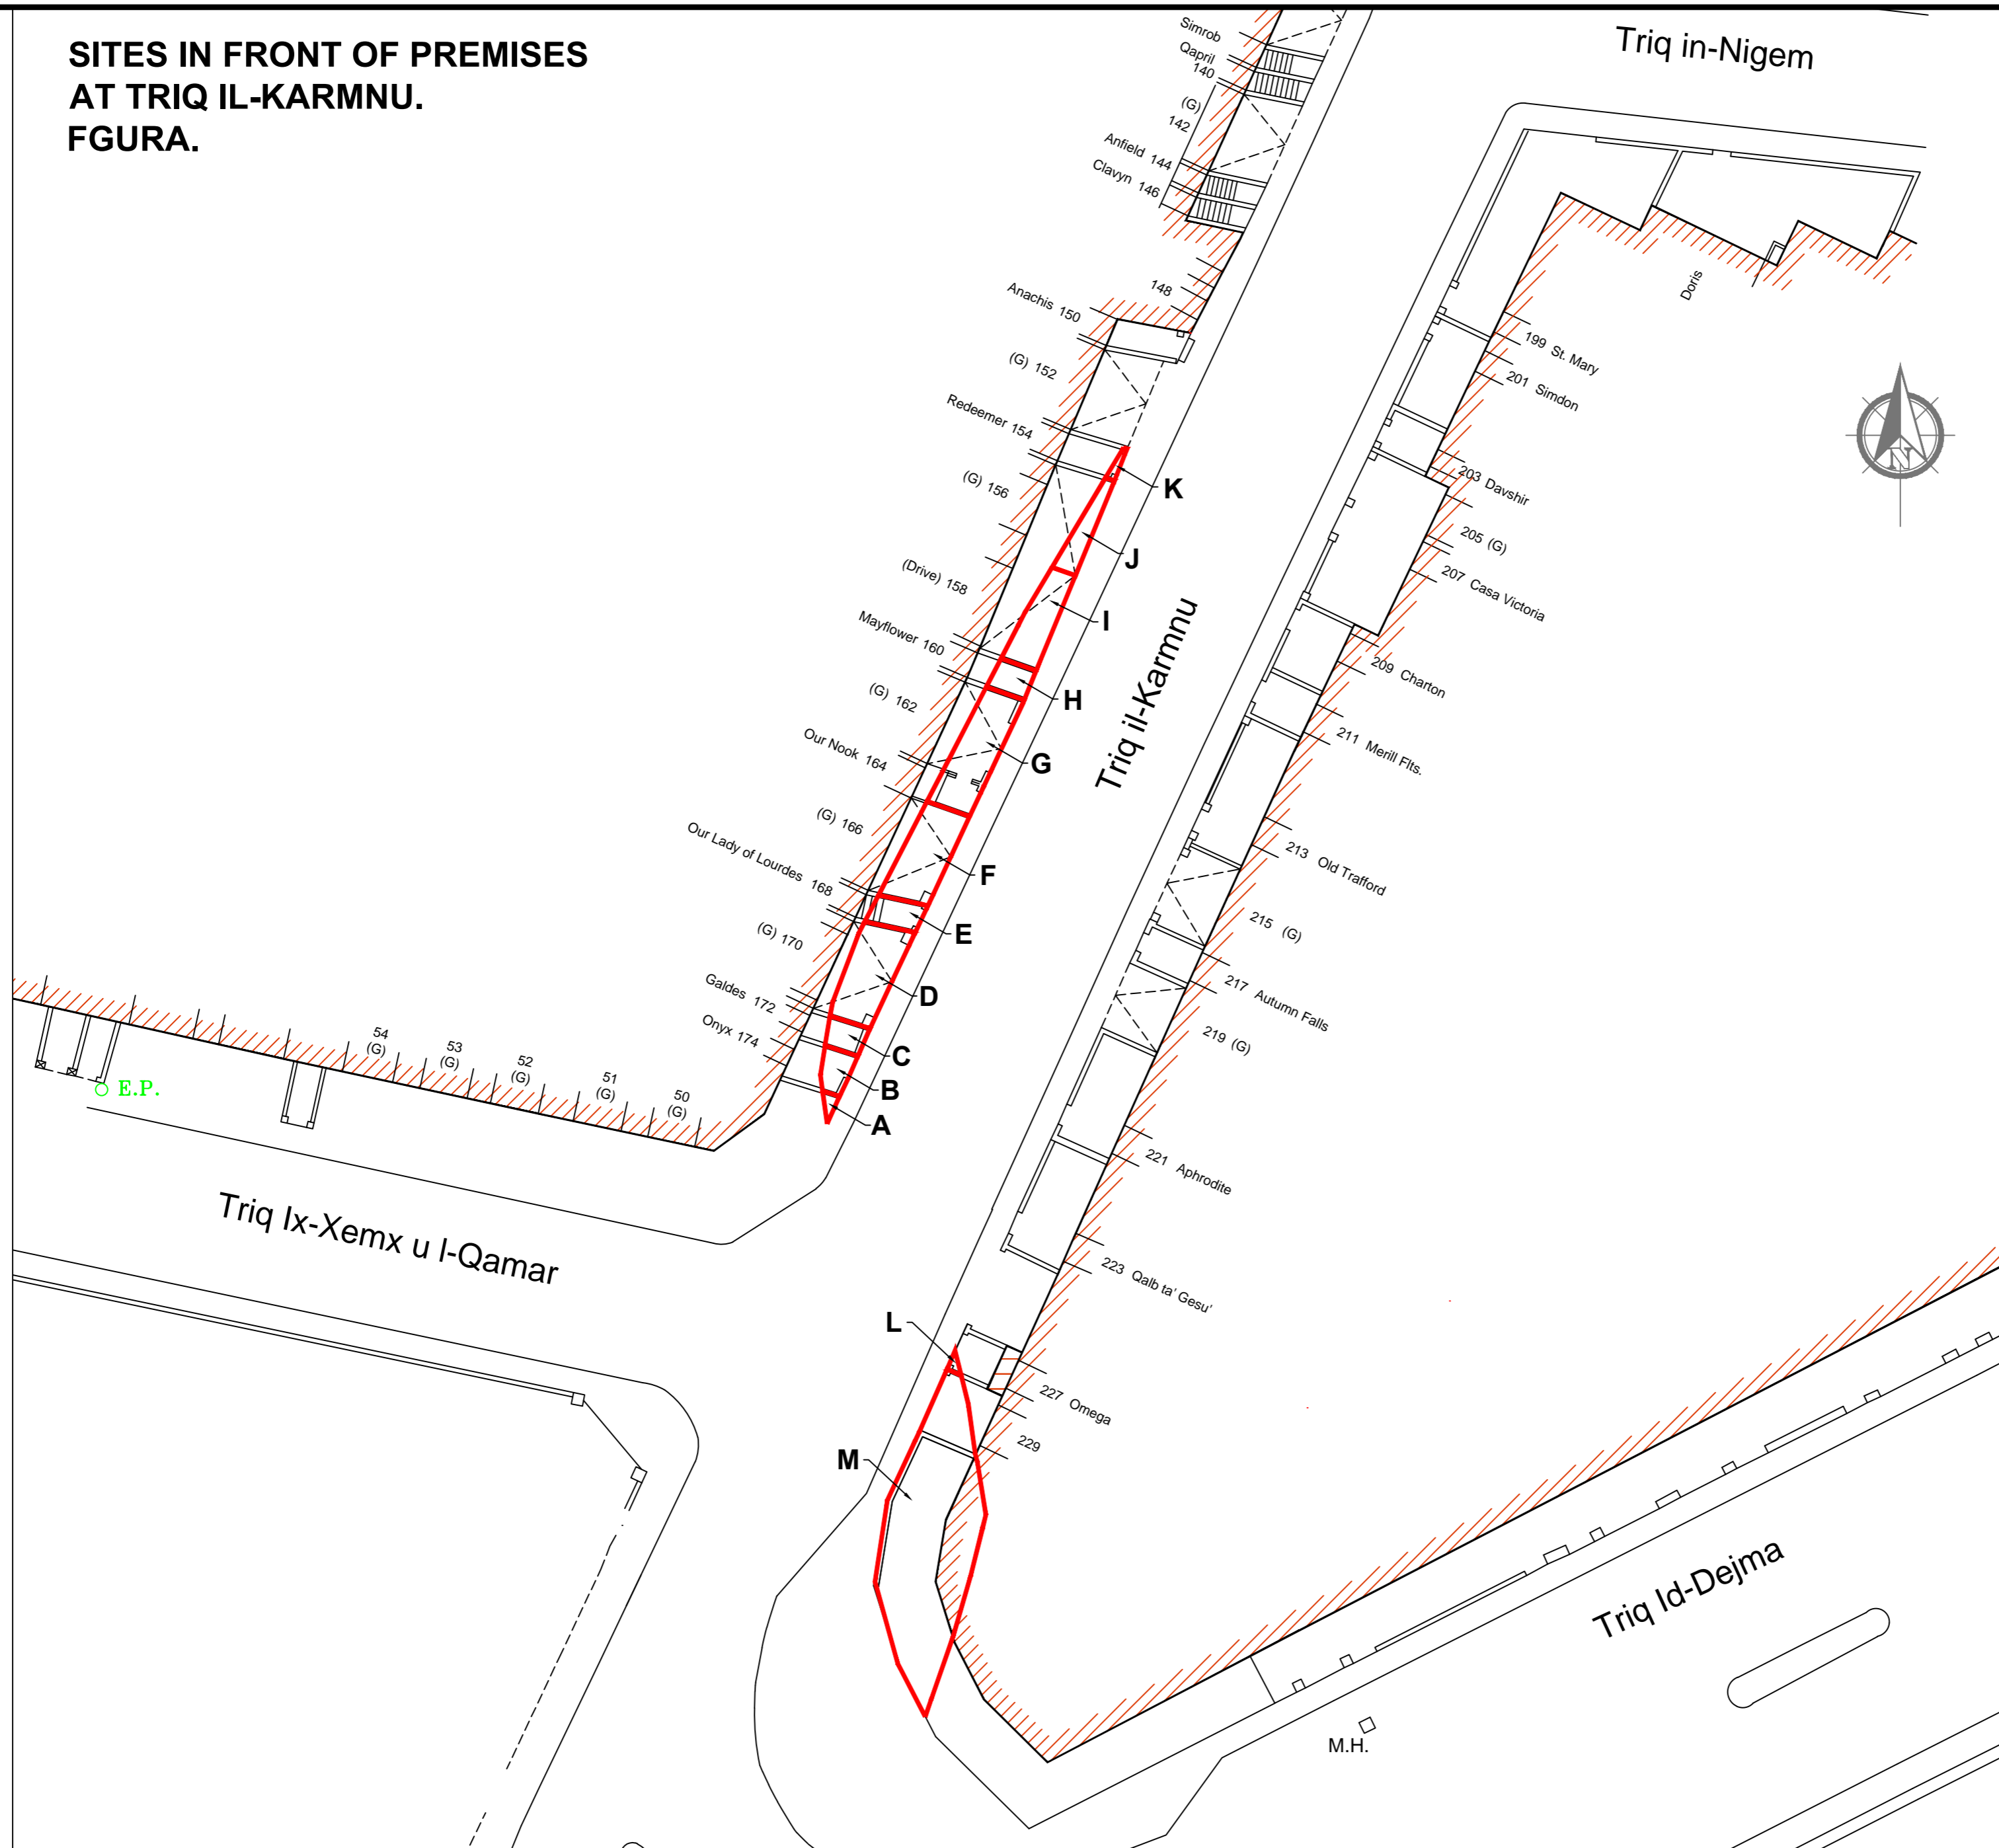 SITES IN FRONT OF PREMISES
AT TRIQ IL-KARMNU.
FGURA.
Triq in-Nigem
Simrob
Qapril
140
(G)
142
Anfield 144
Clavyn 146
148
Anachis 150
(G) 152
Redeemer 154
(G) 156
(Drive) 158
Mayflower 160
(G) 162
Our Nook 164
(G) 166
Our Lady of Lourdes 168
(G) 170
Galdes 172
Onyx 174
Doris
199 St. Mary
201 Simdon
203 Davshir
205 (G)
207 Casa Victoria
209 Charton
211 Merill Flts.
213 Old Trafford
215 (G)
217 Autumn Falls
219 (G)
221 Aphrodite
223 Qalb ta' Gesu'
227 Omega
229
N
K
J
I
H
G
F
E
D
C
B
A
L
M
Triq il-Karmnu
54
(G)
53
(G)
52
(G)
51
(G)
50
(G)
E.P.
Triq Ix-Xemx u l-Qamar
Triq Id-Dejma
M.H.